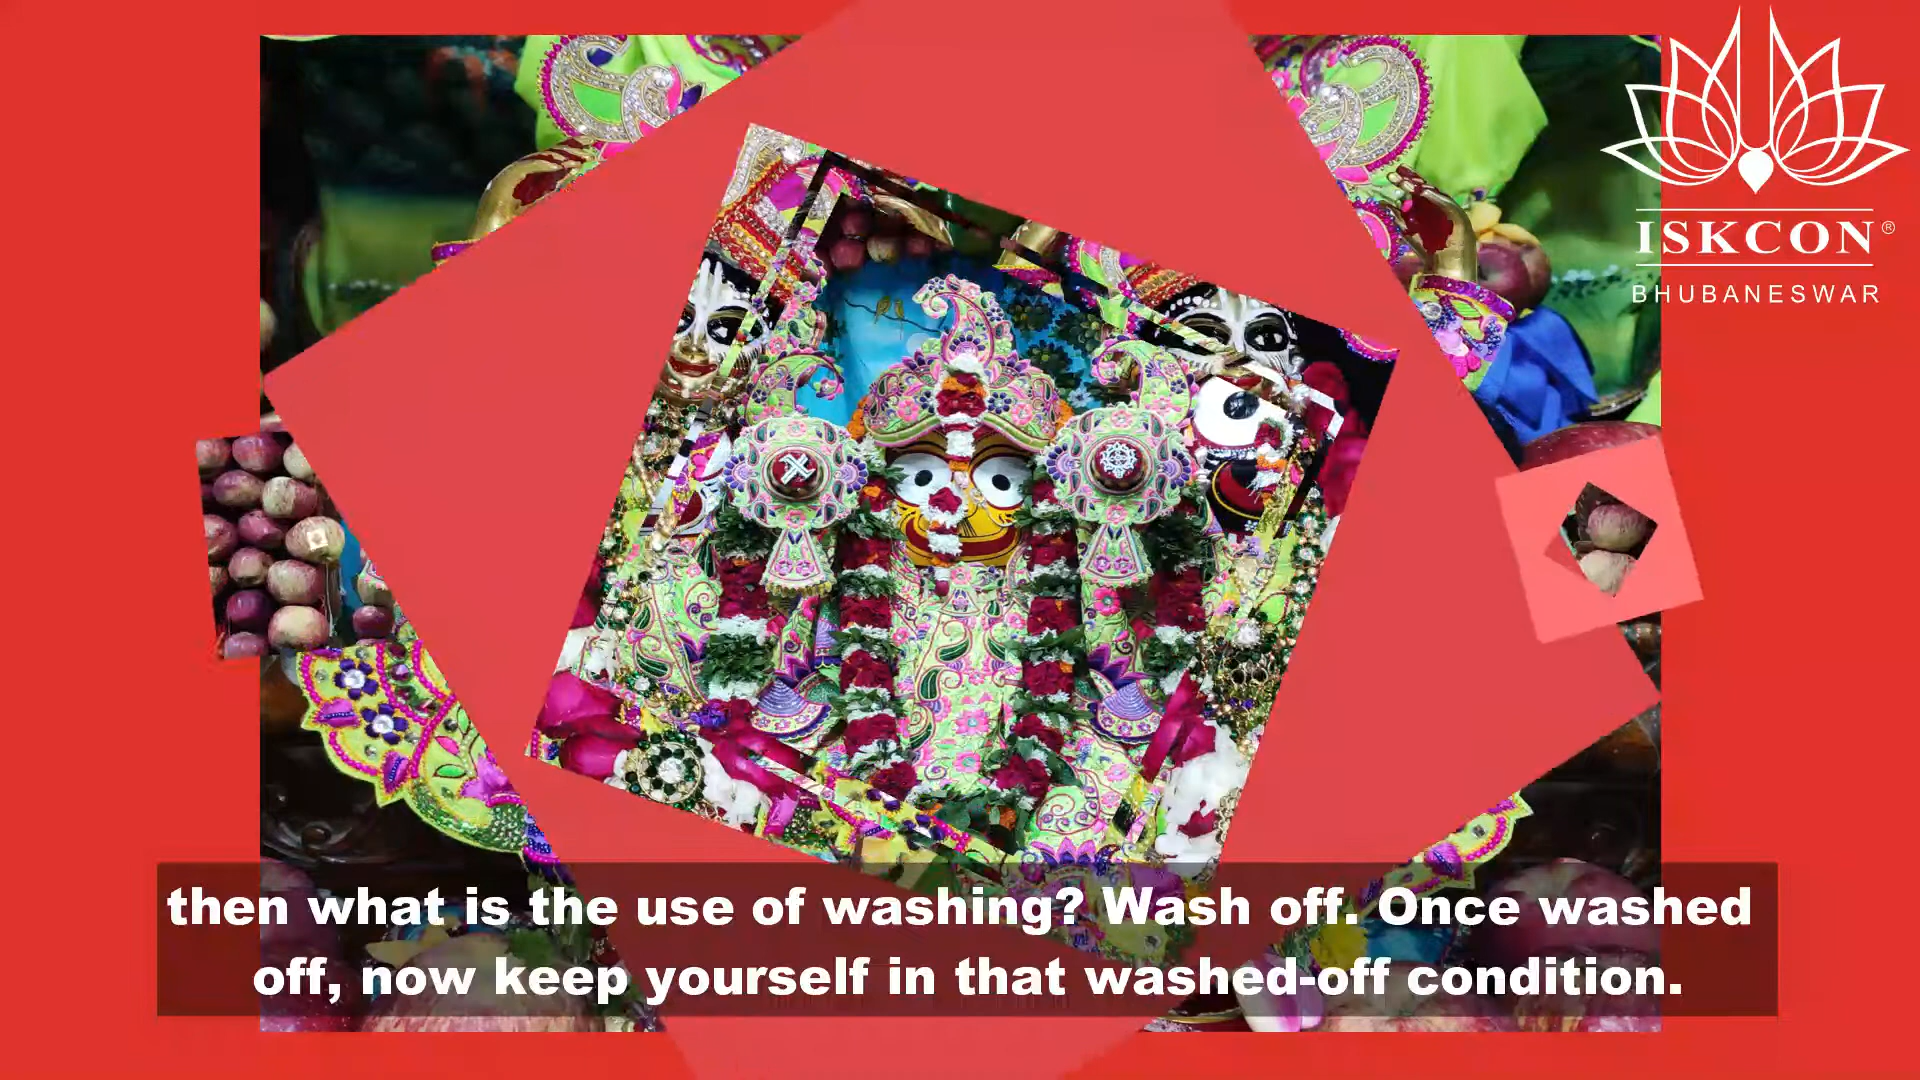 ISKCON®
BHUBANESWAR
then what is the use of washing? Wash off. Once washed
off, now keep yourself in that washed-off condition.